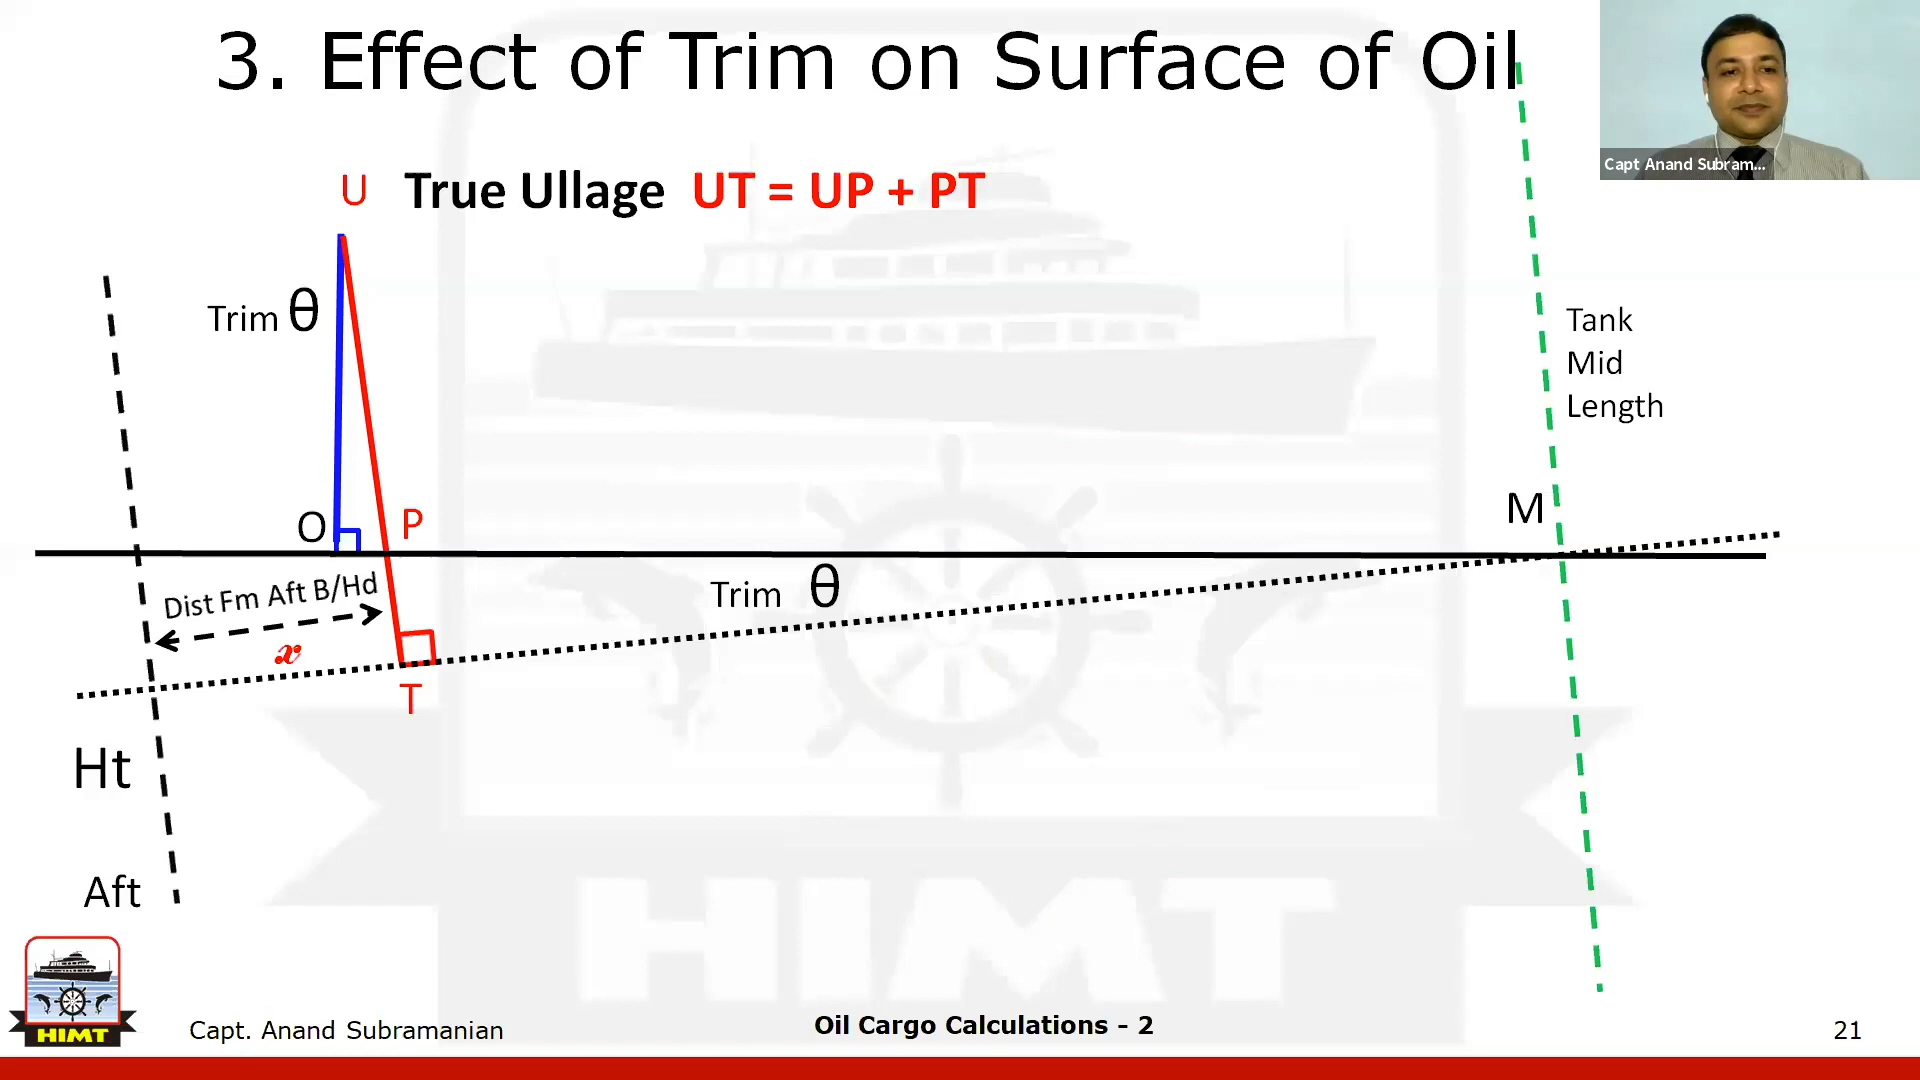 3. Effect of Trim on Surface of Oil
Capt Anand Subram...
U True Ullage UT = UP + PT
Trim θ
Tank
Mid
Length
O P M
Dist Fm Aft B/Hd
x
Trim θ
T
Ht
Aft
HIMT
HIMT
Capt. Anand Subramanian
Oil Cargo Calculations - 2
21